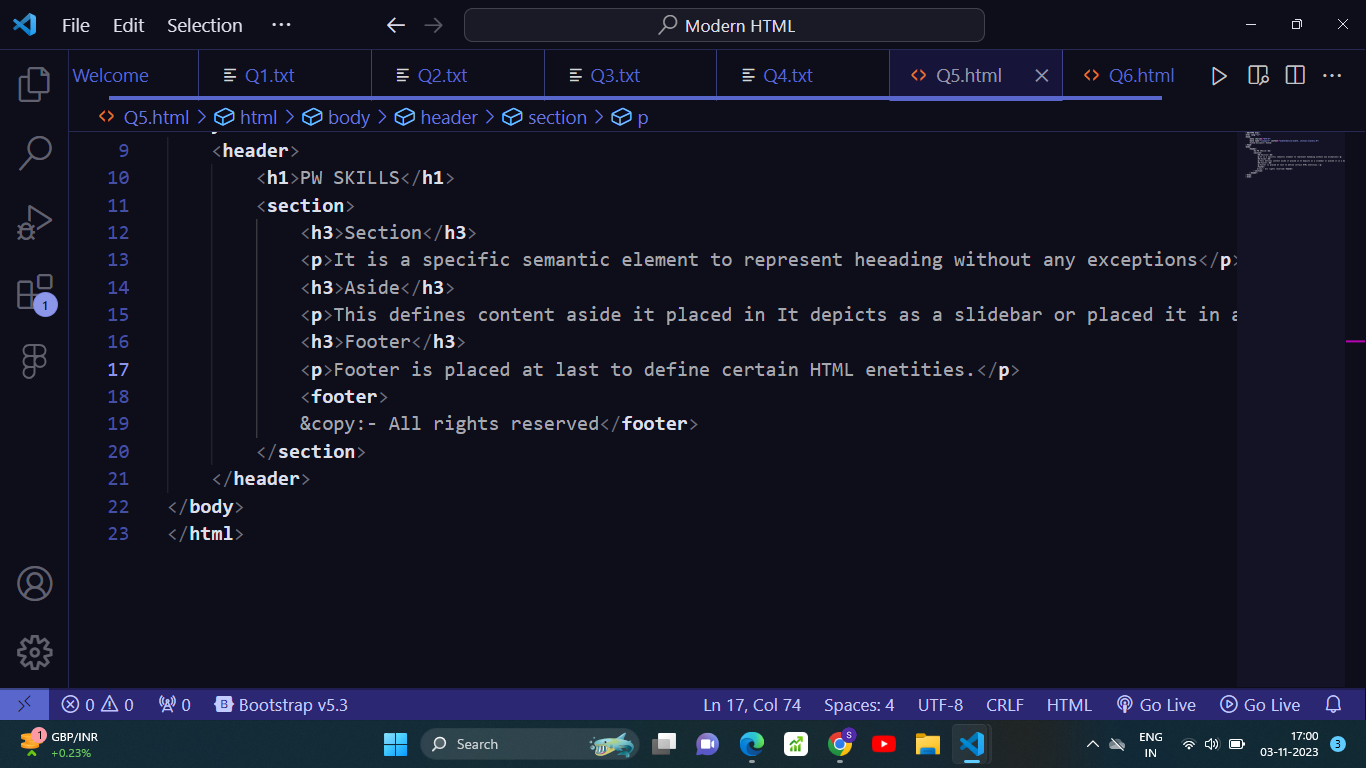 File Edit Selection ··· Modern HTML
Welcome Q1.txt Q2.txt Q3.txt Q4.txt Q5.html Q6.html
Q5.html > html > body > header > section > p
9 <header>
10 <h1>PW SKILLS</h1>
11 <section>
12 <h3>Section</h3>
13 <p>It is a specific semantic element to represent heeading without any exceptions</p>
14 <h3>Aside</h3>
15 <p>This defines content aside it placed in It depicts as a slidebar or placed it in a
16 <h3>Footer</h3>
17 <p>Footer is placed at last to define certain HTML enetities.</p>
18 <footer>
19 &copy:- All rights reserved</footer>
20 </section>
21 </header>
22 </body>
23 </html>
1
0 0 0 Bootstrap v5.3 Ln 17, Col 74 Spaces: 4 UTF-8 CRLF HTML Go Live Go Live
1 GBP/INR
+0.23%
Search
S
ENG
IN
17:00
03-11-2023
3